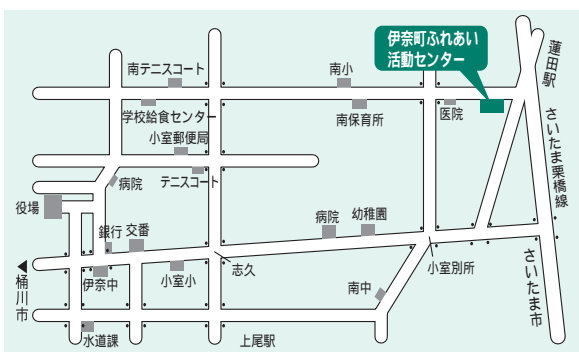 伊奈町ふれあい
活動センター
蓮田駅
南テニスコート
南小
学校給食センター
南保育所
医院
さいたま栗橋線
小室郵便局
病院
テニスコート
役場
銀行
交番
病院
幼稚園
桶川市
伊奈中
小室小
志久
小室別所
さいたま市
南中
水道課
上尾駅